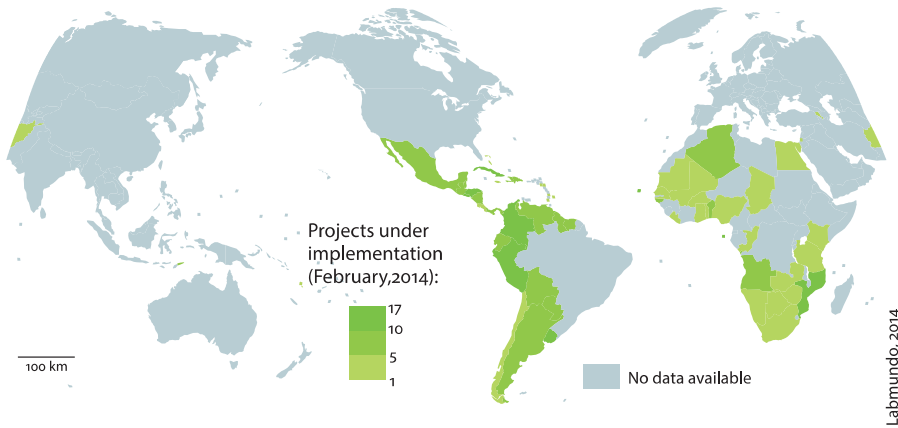 Projects under
implementation
(February,2014):
17
10
5
1
100 km
No data available
Labmundo, 2014